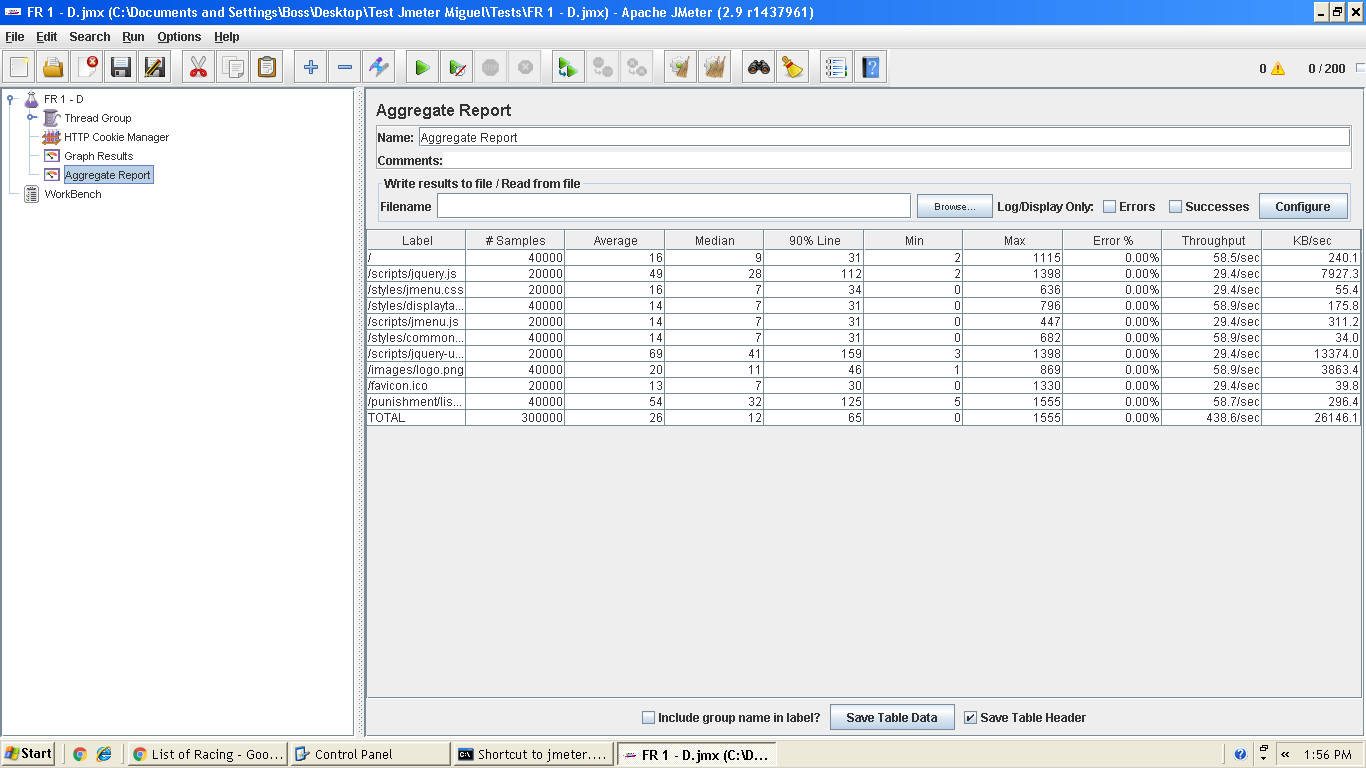 FR 1 - D.jmx (C:\Documents and Settings\Boss\Desktop\Test Jmeter Miguel\Tests\FR 1 - D.jmx) - Apache JMeter (2.9 r1437961)
File Edit Search Run Options Help
0 0 / 200
FR 1 - D
Thread Group
HTTP Cookie Manager
Graph Results
Aggregate Report
WorkBench
Aggregate Report
Name: Aggregate Report
Comments:
Write results to file / Read from file
Filename Browse... Log/Display Only: Errors Successes Configure
Label # Samples Average Median 90% Line Min Max Error % Throughput KB/sec
/ 40000 16 9 31 2 1115 0.00% 58.5/sec 240.1
/scripts/jquery.js 20000 49 28 112 2 1398 0.00% 29.4/sec 7927.3
/styles/jmenu.css 20000 16 7 34 0 636 0.00% 29.4/sec 55.4
/styles/displayta... 40000 14 7 31 0 796 0.00% 58.9/sec 175.8
/scripts/jmenu.js 20000 14 7 31 0 447 0.00% 29.4/sec 311.2
/styles/common... 40000 14 7 31 0 682 0.00% 58.9/sec 34.0
/scripts/jquery-u... 20000 69 41 159 3 1398 0.00% 29.4/sec 13374.0
/images/logo.png 40000 20 11 46 1 869 0.00% 58.9/sec 3863.4
/favicon.ico 20000 13 7 30 0 1330 0.00% 29.4/sec 39.8
/punishment/lis... 40000 54 32 125 5 1555 0.00% 58.7/sec 296.4
TOTAL 300000 26 12 65 0 1555 0.00% 438.6/sec 26146.1
Include group name in label? Save Table Data Save Table Header
Start List of Racing - Goo... Control Panel Shortcut to jmeter.... FR 1 - D.jmx (C:\D... 1:56 PM